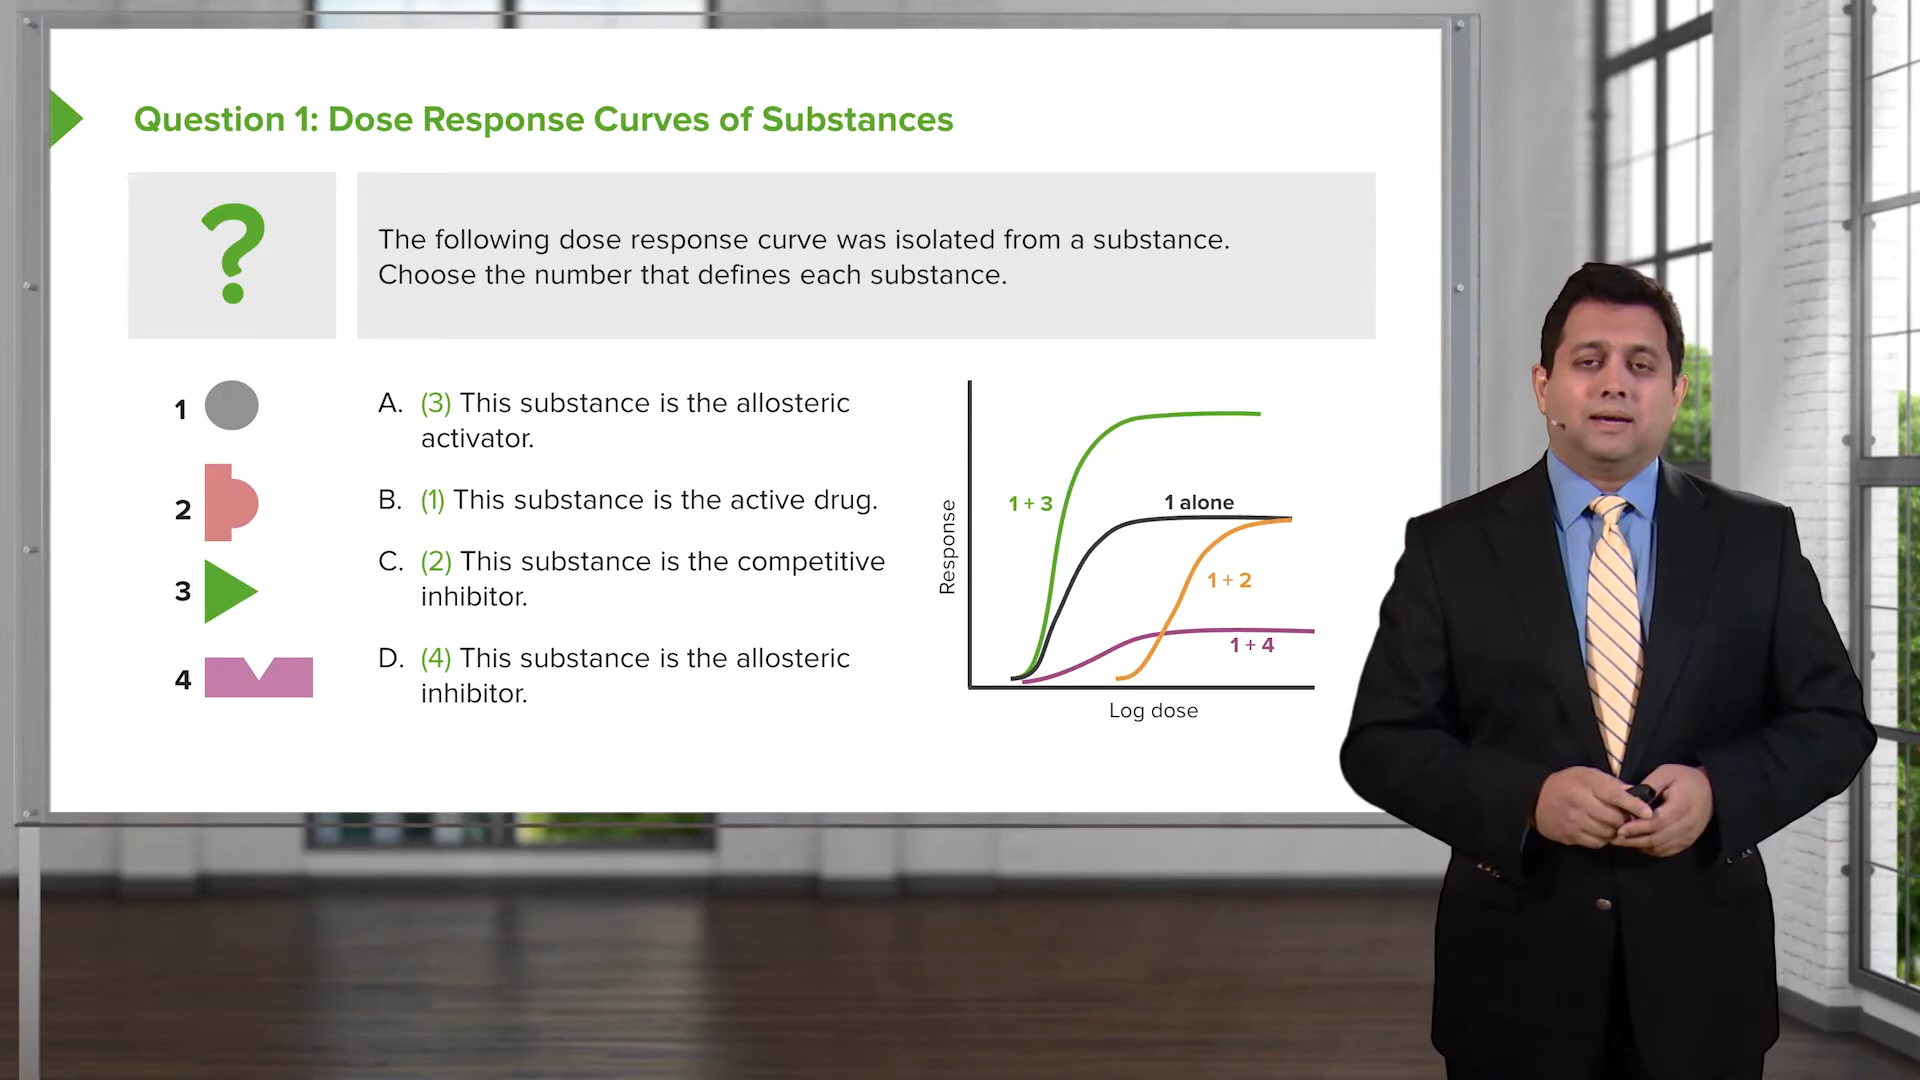 Question 1: Dose Response Curves of Substances
?
The following dose response curve was isolated from a substance.
Choose the number that defines each substance.
1
2
3
4
A. (3) This substance is the allosteric
activator.
B. (1) This substance is the active drug.
C. (2) This substance is the competitive
inhibitor.
D. (4) This substance is the allosteric
inhibitor.
Response
1 + 3
1 alone
1 + 2
1 + 4
Log dose